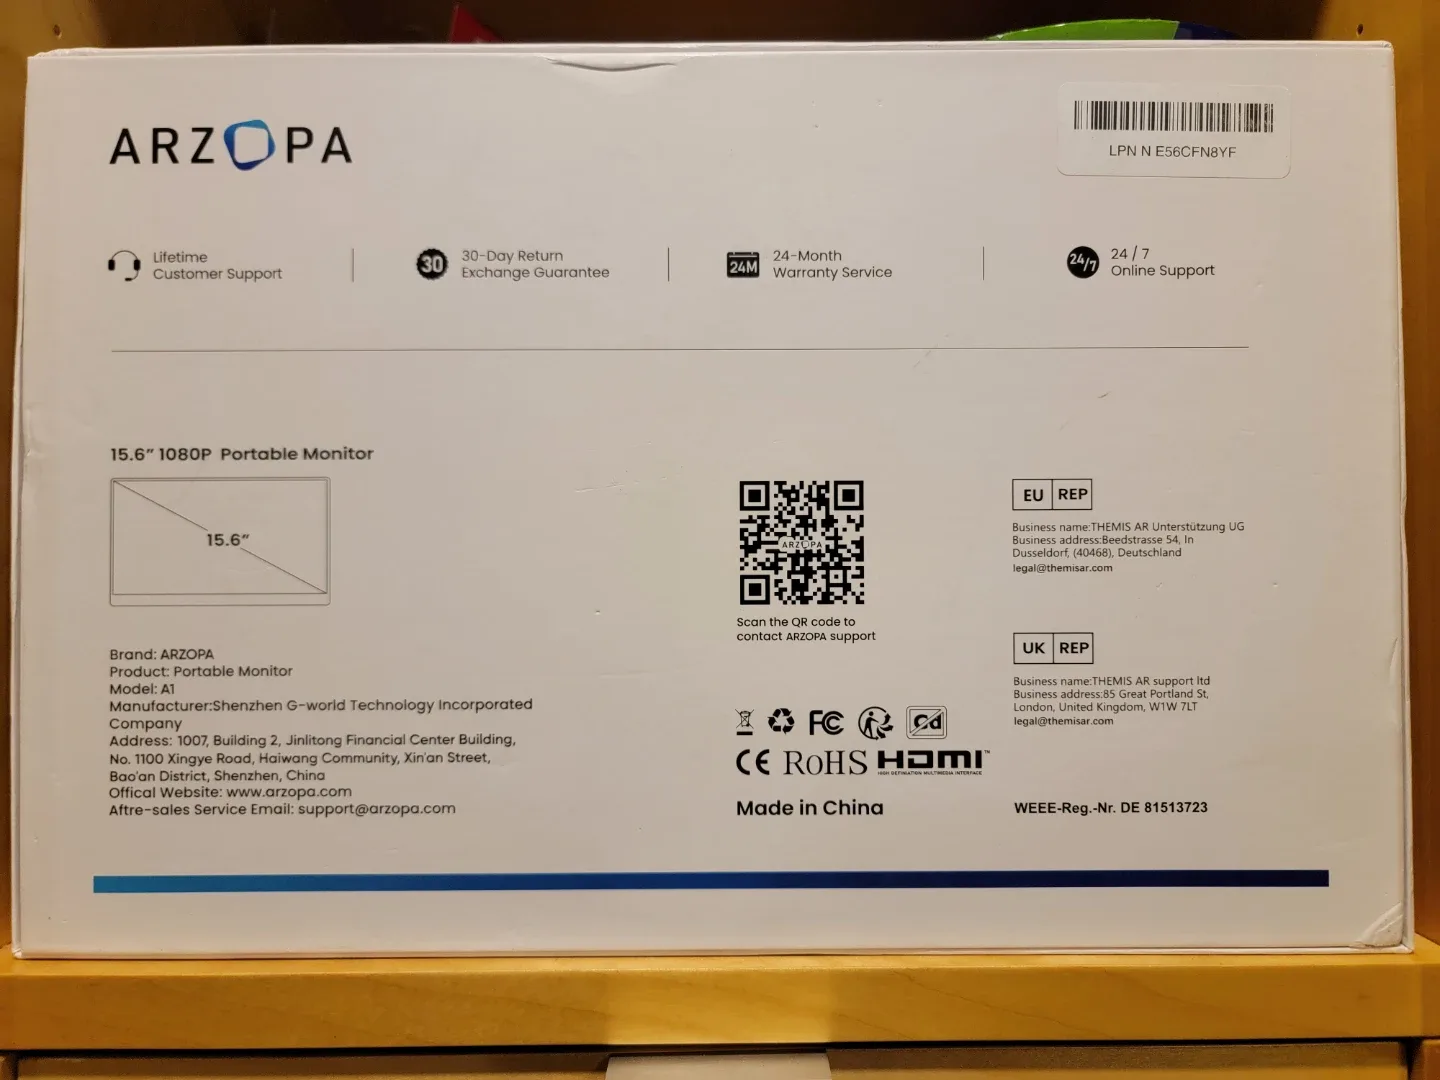 ARZOPA
LPN N E56CFN8YF
Lifetime
Customer Support
30
30-Day Return
Exchange Guarantee
24M
24-Month
Warranty Service
24/7
24 / 7
Online Support
15.6” 1080P Portable Monitor
15.6”
Brand: ARZOPA
Product: Portable Monitor
Model: A1
Manufacturer:Shenzhen G-world Technology Incorporated
Company
Address: 1007, Building 2, Jinlitong Financial Center Building,
No. 1100 Xingye Road, Haiwang Community, Xin'an Street,
Bao'an District, Shenzhen, China
Offical Website: www.arzopa.com
Aftre-sales Service Email: support@arzopa.com
ARZOPA
Scan the QR code to
contact ARZOPA support
FC
Cd
CE RoHS HDMI™
HIGH DEFINITION MULTIMEDIA INTERFACE
Made in China
EU REP
Business name:THEMIS AR Unterstützung UG
Business address:Beedstrasse 54, In
Dusseldorf, (40468), Deutschland
legal@themisar.com
UK REP
Business name:THEMIS AR support ltd
Business address:85 Great Portland St,
London, United Kingdom, W1W 7LT
legal@themisar.com
WEEE-Reg.-Nr. DE 81513723